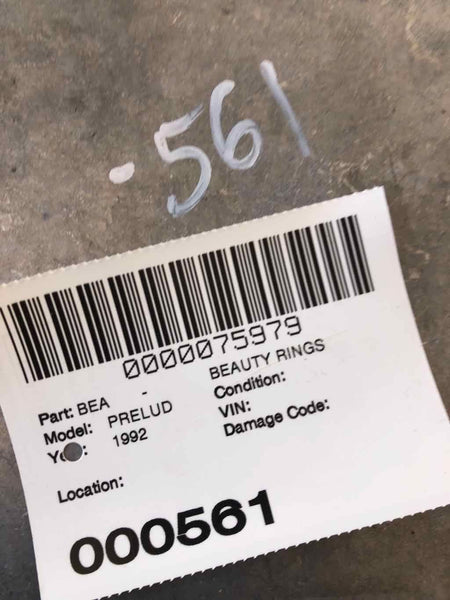 -561
0000075979
Part: BEA - BEAUTY RINGS
Model: PRELUD Condition:
1992 VIN:
Damage Code:
Location:
000561